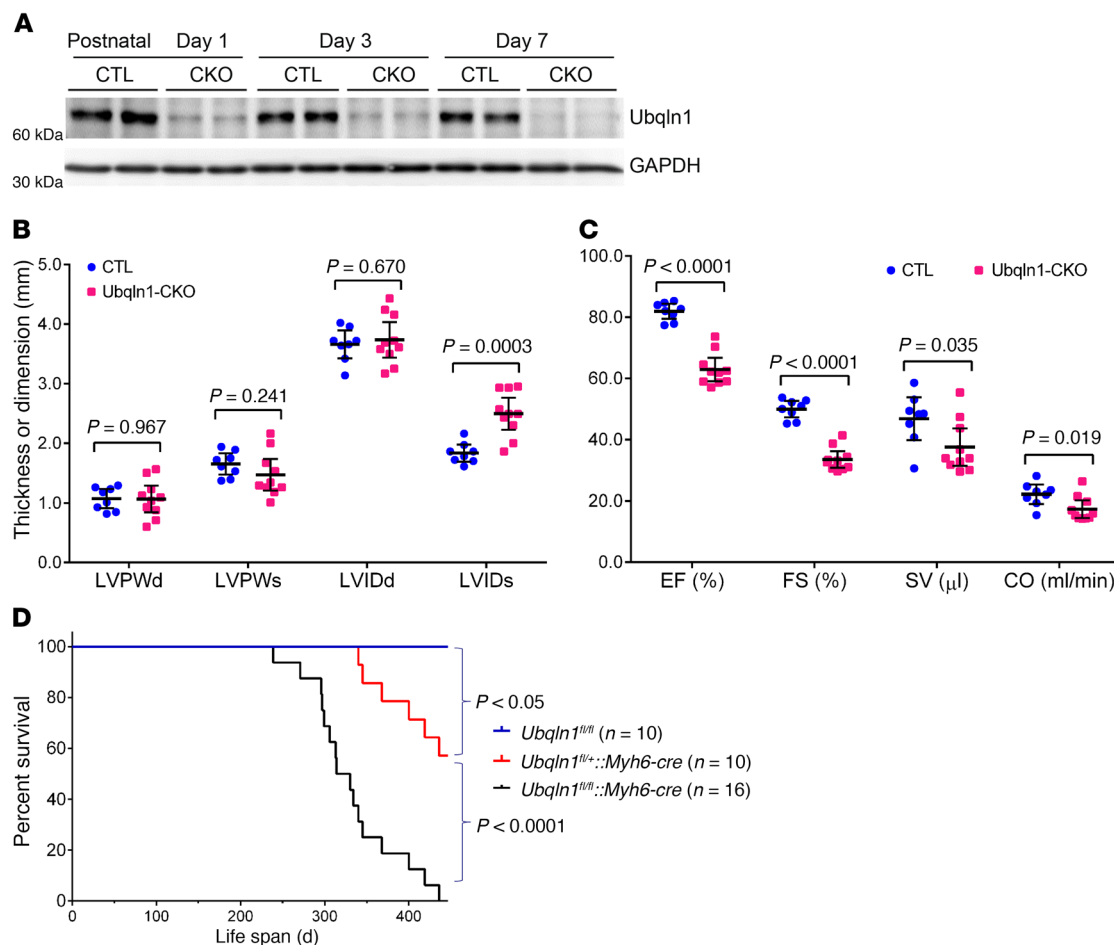 A
Postnatal Day 1 Day 3 Day 7
CTL CKO CTL CKO CTL CKO
Ubqln1
60 kDa
GAPDH
30 kDa
B
CTL
Ubqln1-CKO
Thickness or dimension (mm)
5.0
4.0
3.0
2.0
1.0
0.0
P = 0.967
P = 0.241
P = 0.670
P = 0.0003
LVPWd LVPWs LVIDd LVIDs
C
CTL Ubqln1-CKO
100.0
80.0
60.0
40.0
20.0
0.0
P < 0.0001
P < 0.0001
P = 0.035
P = 0.019
EF (%) FS (%) SV (μl) CO (ml/min)
D
Percent survival
100
80
60
40
20
0
0 100 200 300 400
Life span (d)
P < 0.05
Ubqln1fl/fl (n = 10)
Ubqln1fl/+::Myh6-cre (n = 10)
Ubqln1fl/fl::Myh6-cre (n = 16)
P < 0.0001